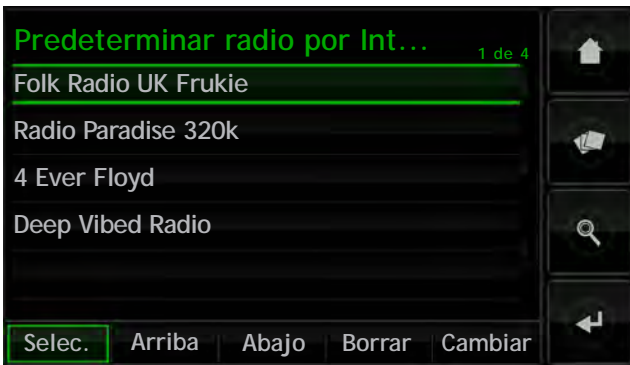 Predeterminar radio por Int...
1 de 4
Folk Radio UK Frukie
Radio Paradise 320k
4 Ever Floyd
Deep Vibed Radio
Selec. Arriba Abajo Borrar Cambiar